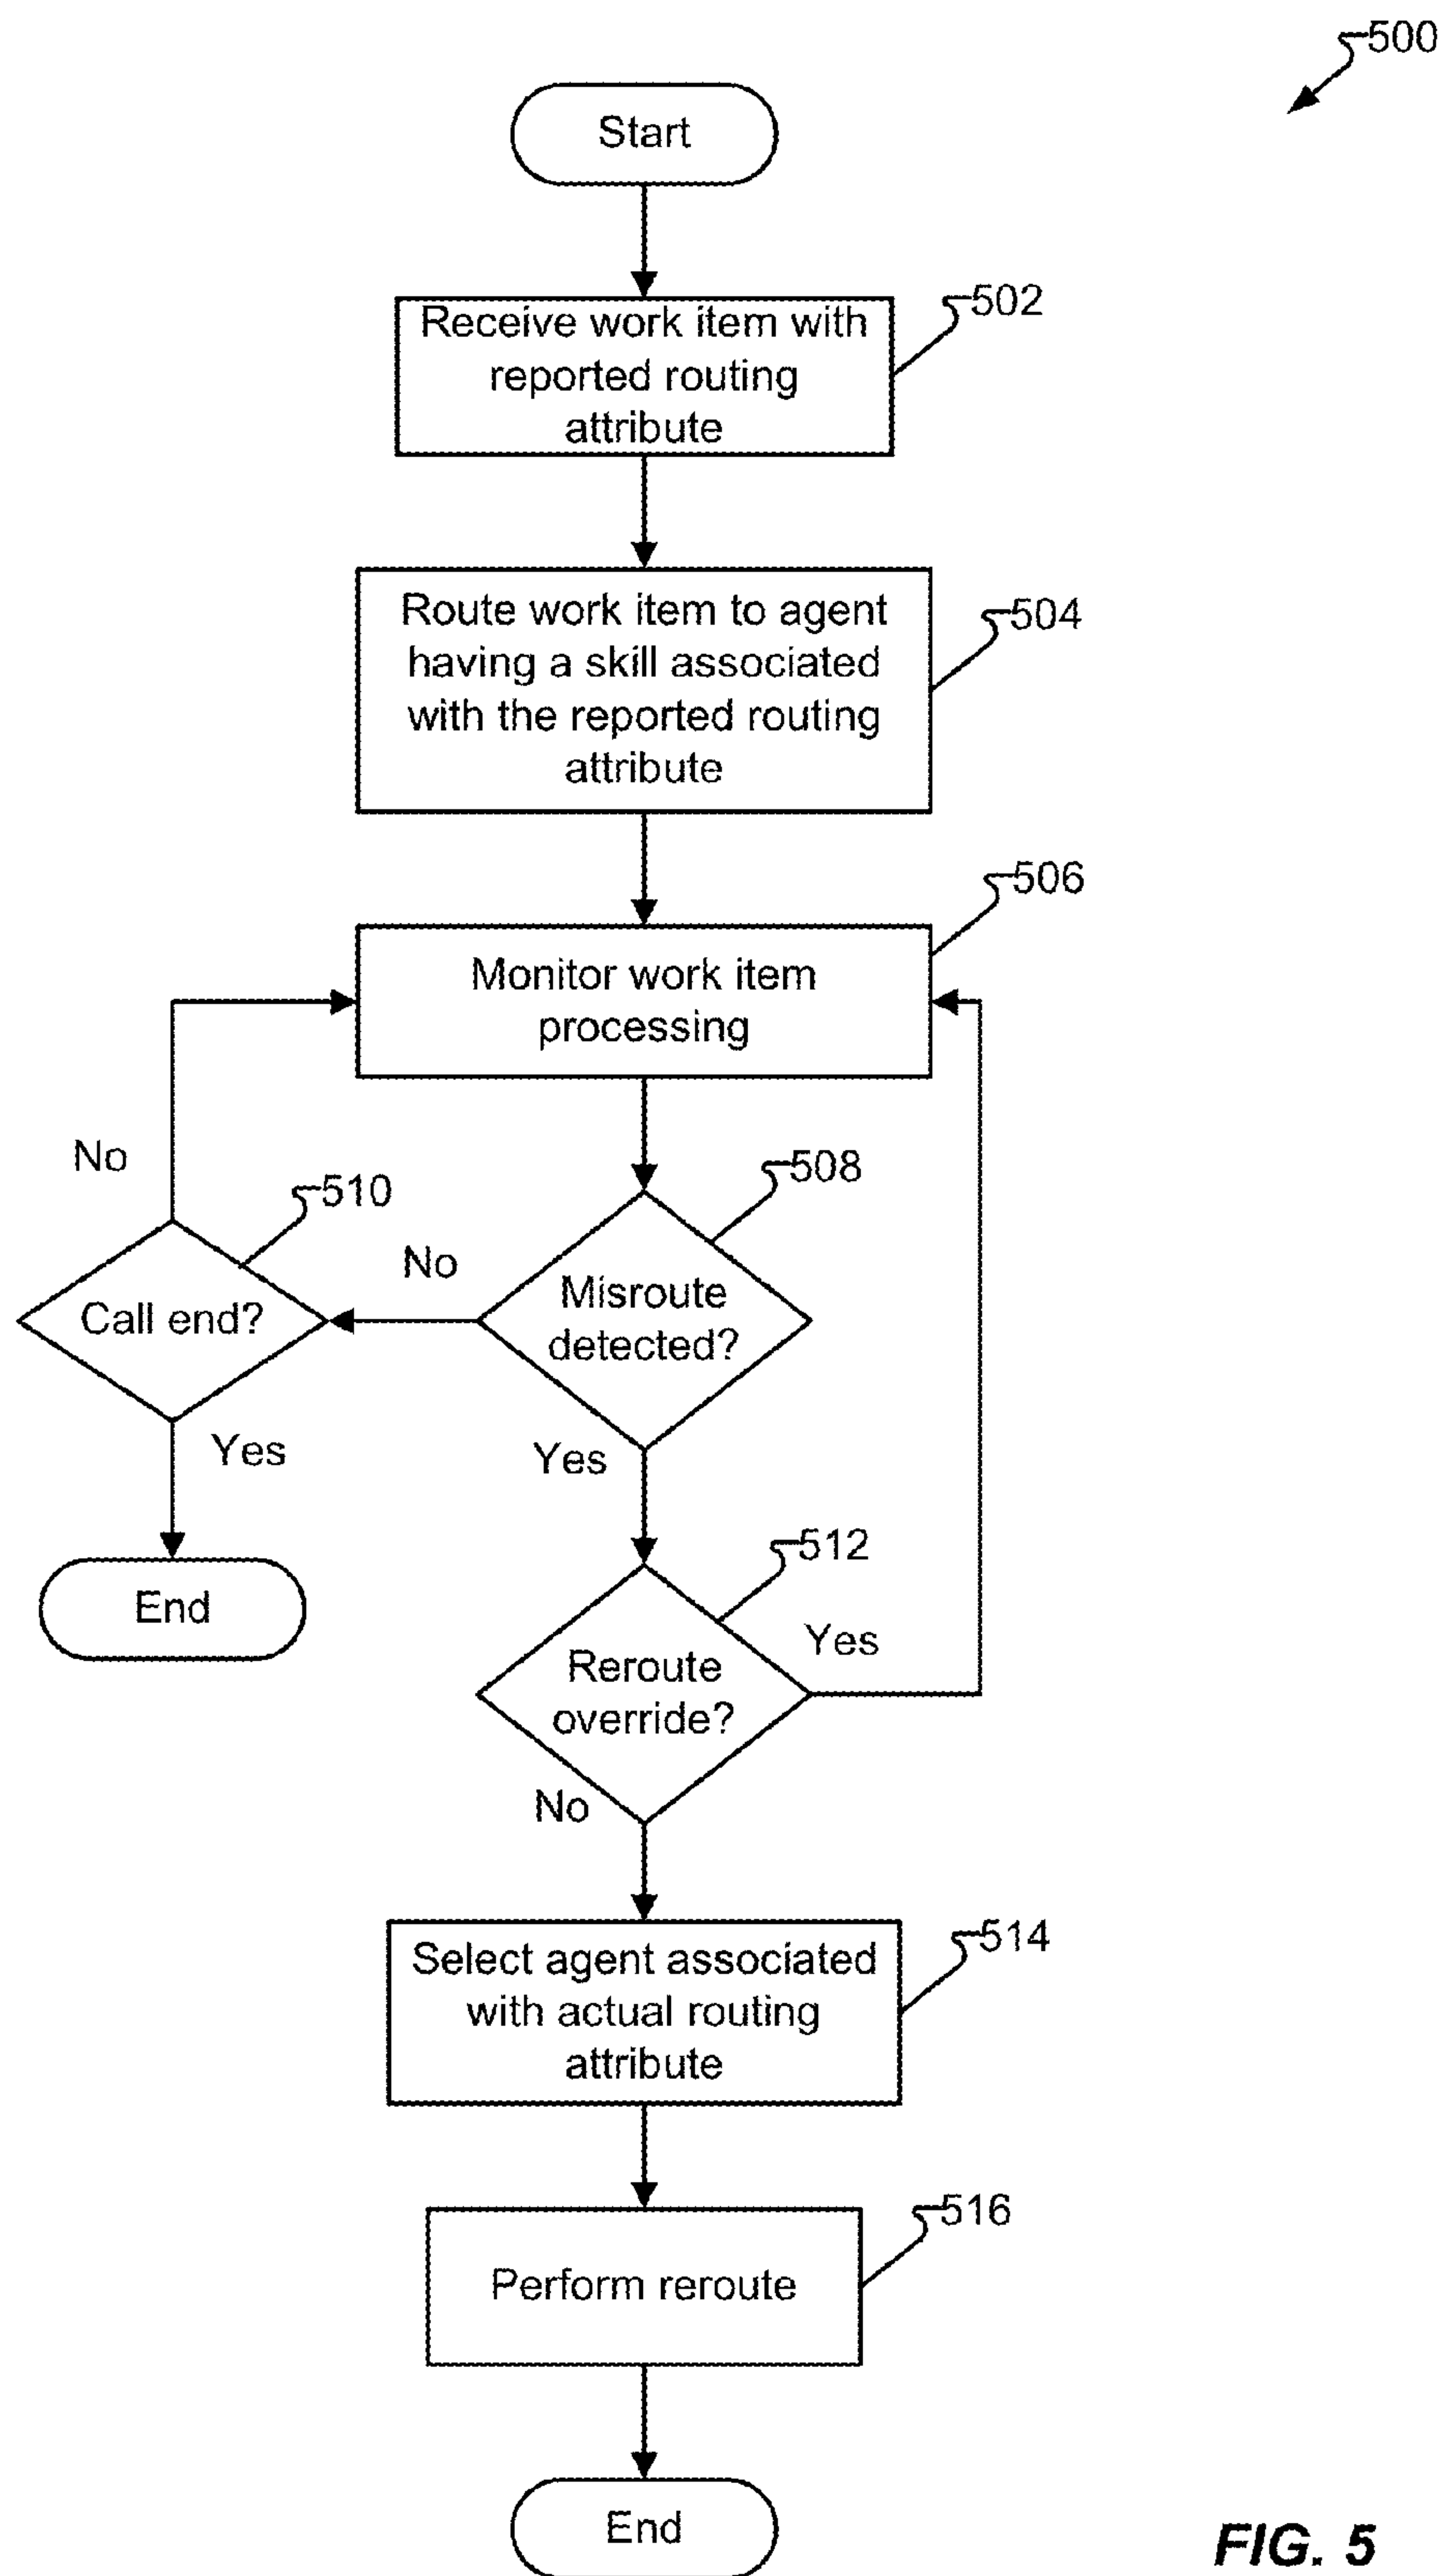 500
Start
Receive work item with
reported routing
attribute
502
Route work item to agent
having a skill associated
with the reported routing
attribute
504
Monitor work item
processing
506
No
510
Call end?
Yes
End
No
508
Misroute
detected?
Yes
512
Reroute
override?
Yes
No
Select agent associated
with actual routing
attribute
514
Perform reroute
516
End
FIG. 5